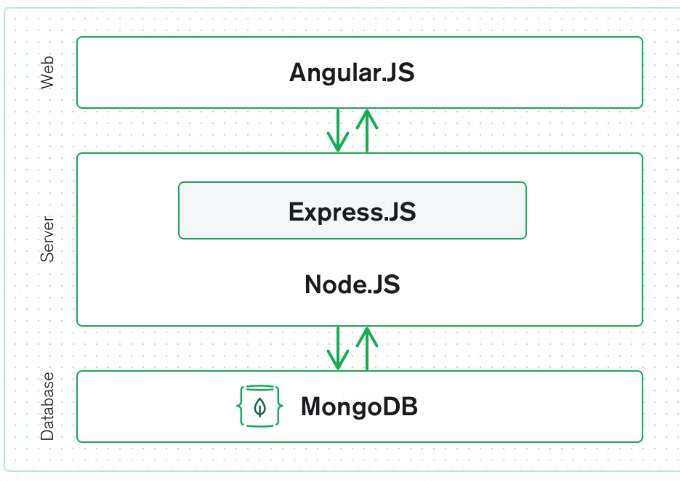 Web
Angular.JS
Server
Express.JS
Node.JS
Database
MongoDB